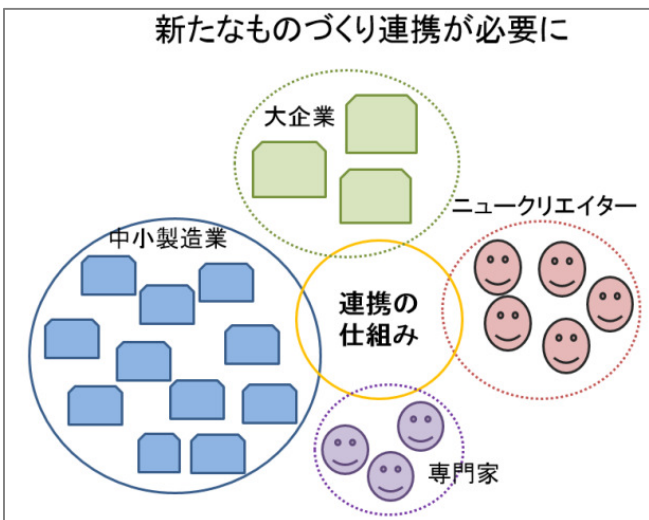 新たなものづくり連携が必要に
大企業
ニュークリエイター
中小製造業
連携の
仕組み
専門家